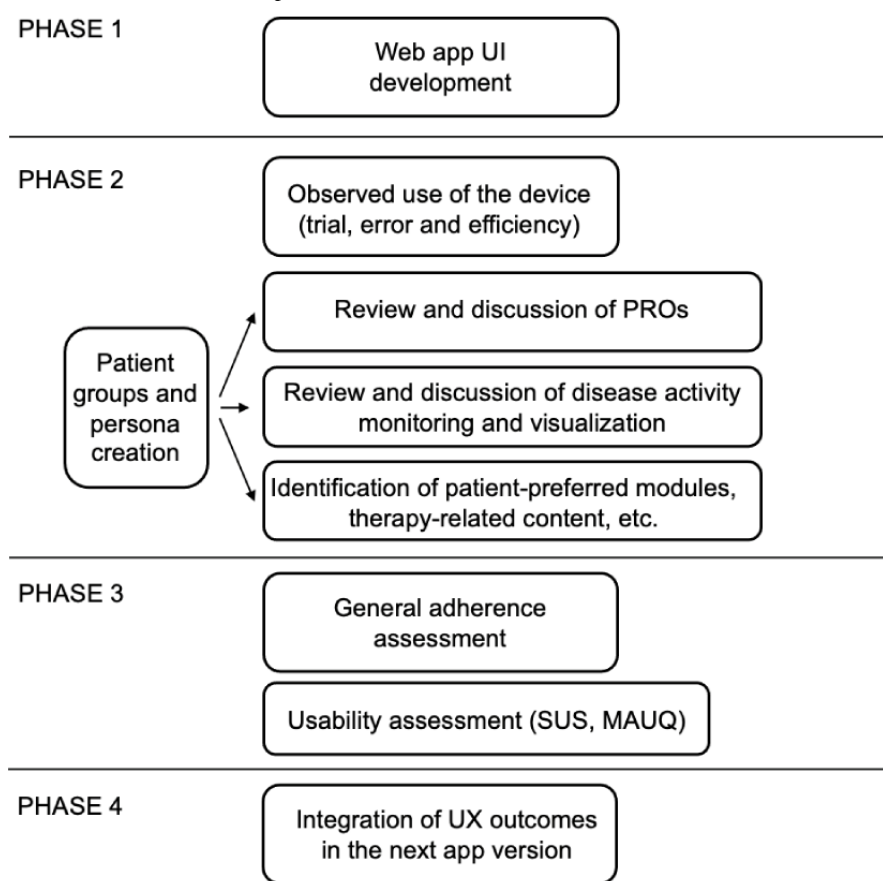 PHASE 1
Web app UI
development
PHASE 2
Observed use of the device
(trial, error and efficiency)
Patient
groups and
persona
creation
Review and discussion of PROs
Review and discussion of disease activity
monitoring and visualization
Identification of patient-preferred modules,
therapy-related content, etc.
PHASE 3
General adherence
assessment
Usability assessment (SUS, MAUQ)
PHASE 4
Integration of UX outcomes
in the next app version